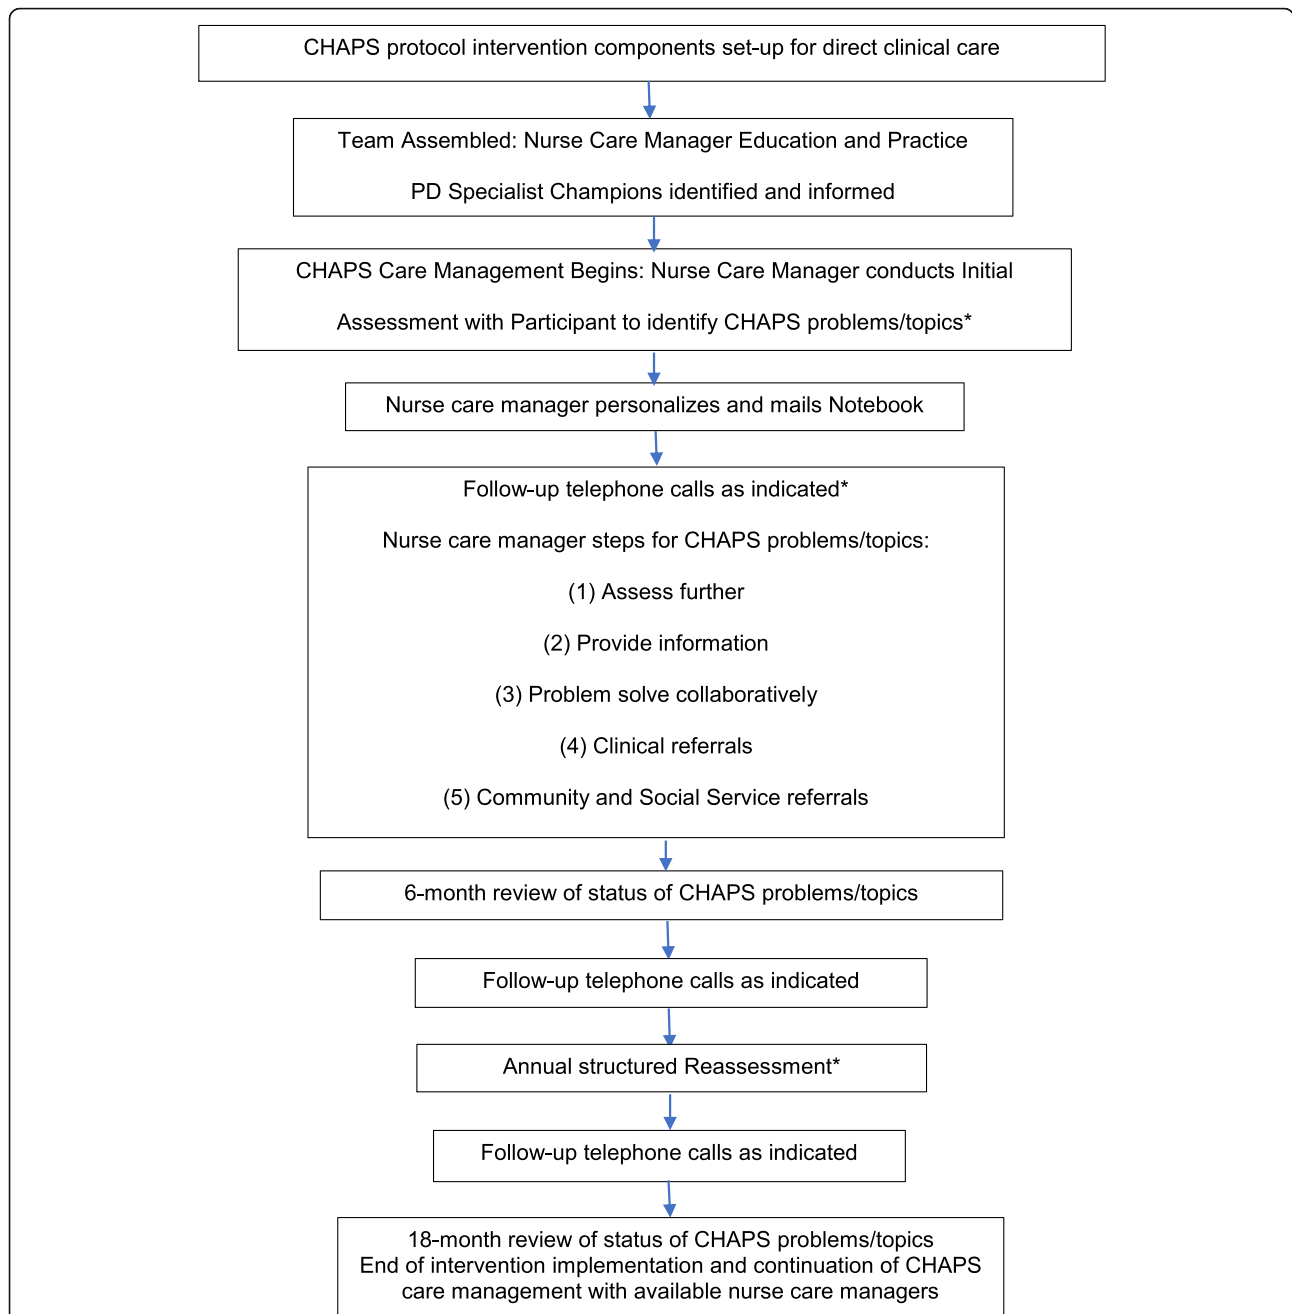 CHAPS protocol intervention components set-up for direct clinical care
Team Assembled: Nurse Care Manager Education and Practice
PD Specialist Champions identified and informed
CHAPS Care Management Begins: Nurse Care Manager conducts Initial
Assessment with Participant to identify CHAPS problems/topics*
Nurse care manager personalizes and mails Notebook
Follow-up telephone calls as indicated*
Nurse care manager steps for CHAPS problems/topics:
(1) Assess further
(2) Provide information
(3) Problem solve collaboratively
(4) Clinical referrals
(5) Community and Social Service referrals
6-month review of status of CHAPS problems/topics
Follow-up telephone calls as indicated
Annual structured Reassessment*
Follow-up telephone calls as indicated
18-month review of status of CHAPS problems/topics
End of intervention implementation and continuation of CHAPS
care management with available nurse care managers